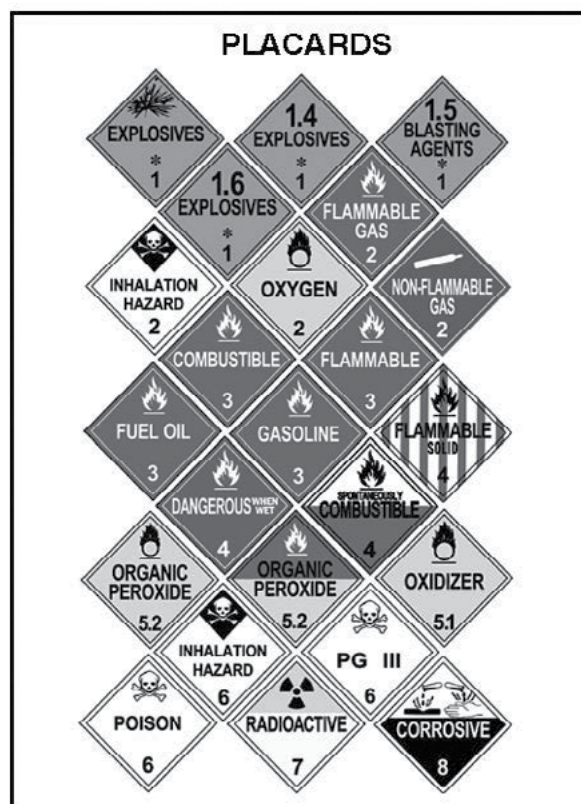 PLACARDS
EXPLOSIVES
*
1
1.4
EXPLOSIVES
*
1
1.5
BLASTING
AGENTS
*
1
1.6
EXPLOSIVES
*
1
FLAMMABLE
GAS
2
INHALATION
HAZARD
2
OXYGEN
2
NON-FLAMMABLE
GAS
2
COMBUSTIBLE
3
FLAMMABLE
3
FUEL OIL
3
GASOLINE
3
FLAMMABLE
SOLID
4
DANGEROUS WHEN
WET
4
SPONTANEOUSLY
COMBUSTIBLE
4
ORGANIC
PEROXIDE
5.2
ORGANIC
PEROXIDE
5.2
OXIDIZER
5.1
INHALATION
HAZARD
6
PG III
6
POISON
6
RADIOACTIVE
7
CORROSIVE
8